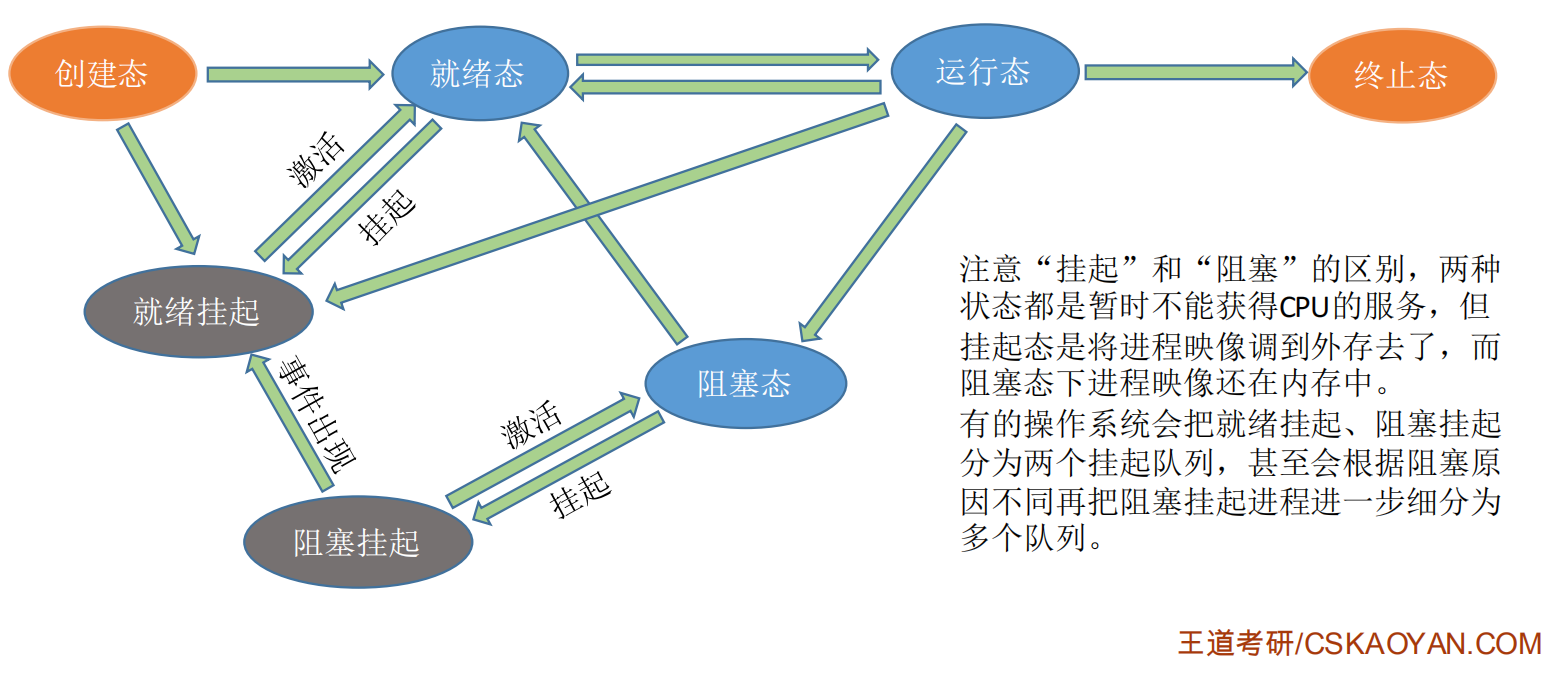 创建态
就绪态
运行态
终止态
激活
挂起
就绪挂起
事件出现
阻塞态
激活
挂起
阻塞挂起
注意“挂起”和“阻塞”的区别，两种
状态都是暂时不能获得CPU的服务，但
挂起态是将进程映像调到外存去了，而
阻塞态下进程映像还在内存中。
有的操作系统会把就绪挂起、阻塞挂起
分为两个挂起队列，甚至会根据阻塞原
因不同再把阻塞挂起进程进一步细分为
多个队列。
王道考研/CSKAOYAN.COM